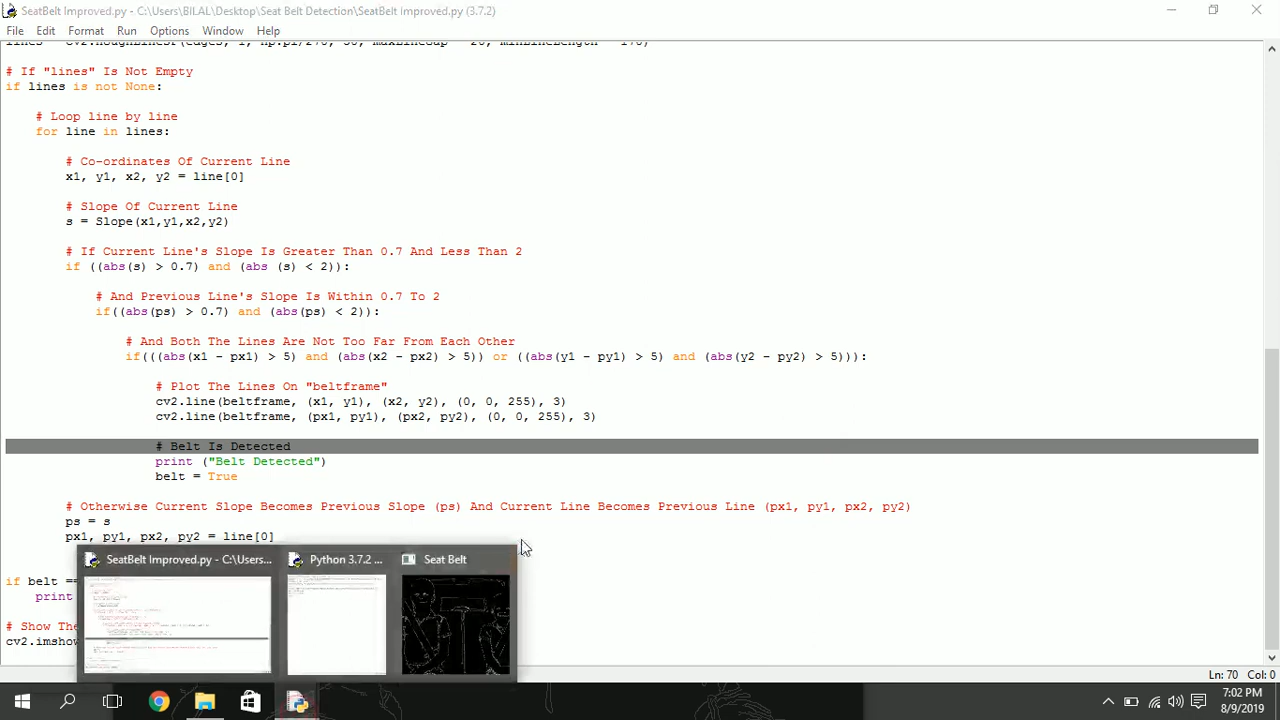 SeatBelt Improved.py - C:\Users\BILAL\Desktop\Seat Belt Detection\SeatBelt Improved.py (3.7.2)
File Edit Format Run Options Window Help
# If "lines" Is Not Empty
if lines is not None:
# Loop line by line
for line in lines:
# Co-ordinates Of Current Line
x1, y1, x2, y2 = line[0]
# Slope Of Current Line
s = Slope(x1,y1,x2,y2)
# If Current Line's Slope Is Greater Than 0.7 And Less Than 2
if ((abs(s) > 0.7) and (abs (s) < 2)):
# And Previous Line's Slope Is Within 0.7 To 2
if((abs(ps) > 0.7) and (abs(ps) < 2)):
# And Both The Lines Are Not Too Far From Each Other
if(((abs(x1 - px1) > 5) and (abs(x2 - px2) > 5)) or ((abs(y1 - py1) > 5) and (abs(y2 - py2) > 5))):
# Plot The Lines On "beltframe"
cv2.line(beltframe, (x1, y1), (x2, y2), (0, 0, 255), 3)
cv2.line(beltframe, (px1, py1), (px2, py2), (0, 0, 255), 3)
# Belt Is Detected
print ("Belt Detected")
belt = True
# Otherwise Current Slope Becomes Previous Slope (ps) And Current Line Becomes Previous Line (px1, py1, px2, py2)
ps = s
px1, py1, px2, py2 = line[0]
SeatBelt Improved.py - C:\Users... Python 3.7.2 ... Seat Belt
if belt ==
print
# Show The
cv2.imshow
Ln: 70 Col: 0
7:02 PM
8/9/2019